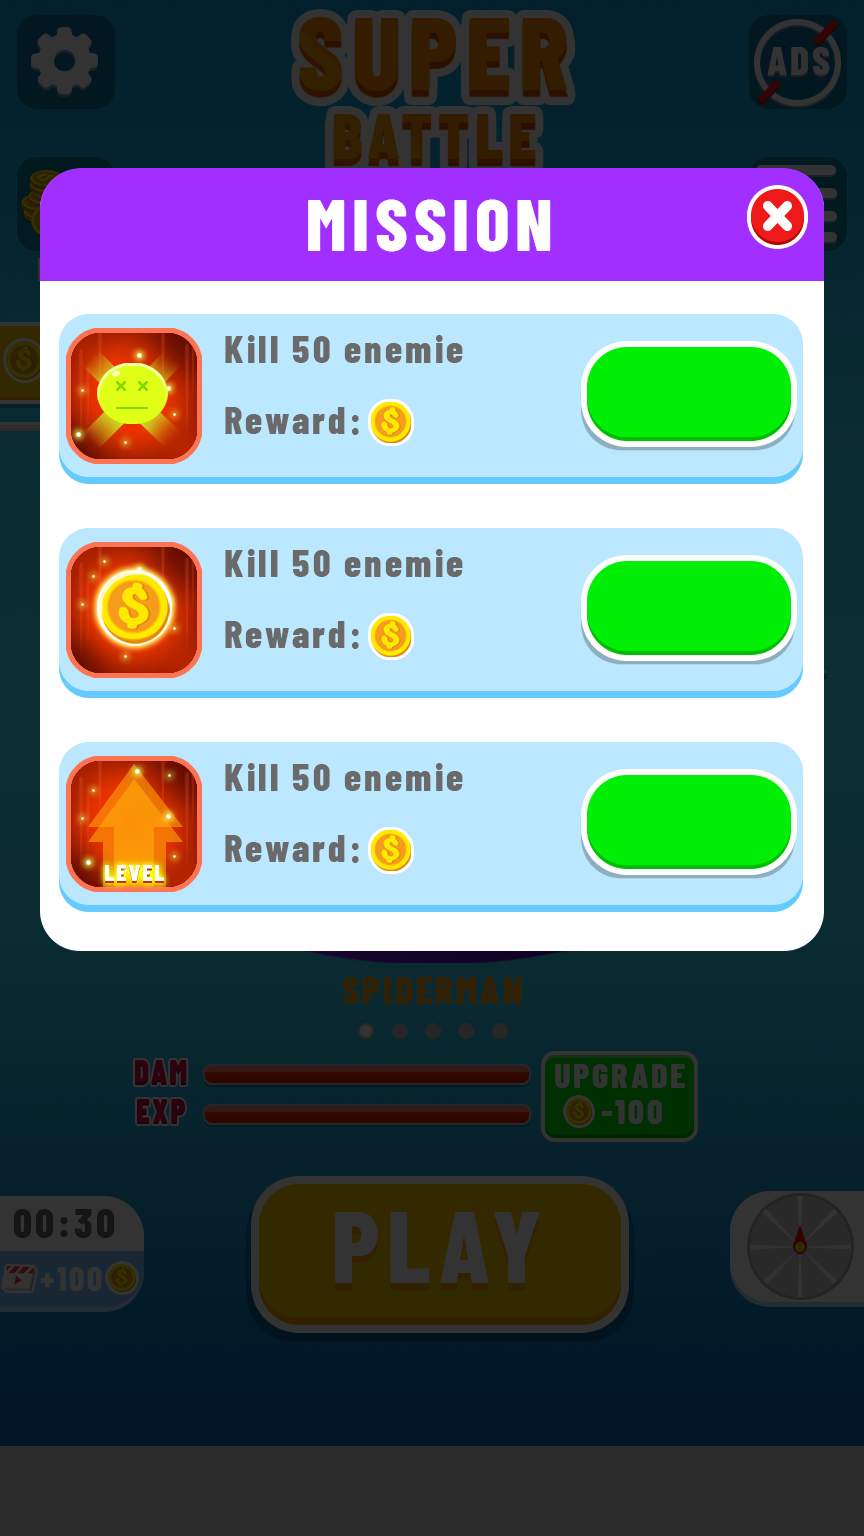 SUPER
BATTLE
ADS
MISSION
Kill 50 enemie
Reward:
Kill 50 enemie
Reward:
LEVEL
Kill 50 enemie
Reward:
SPIDERMAN
DAM
EXP
UPGRADE
-100
00:30
+100
PLAY